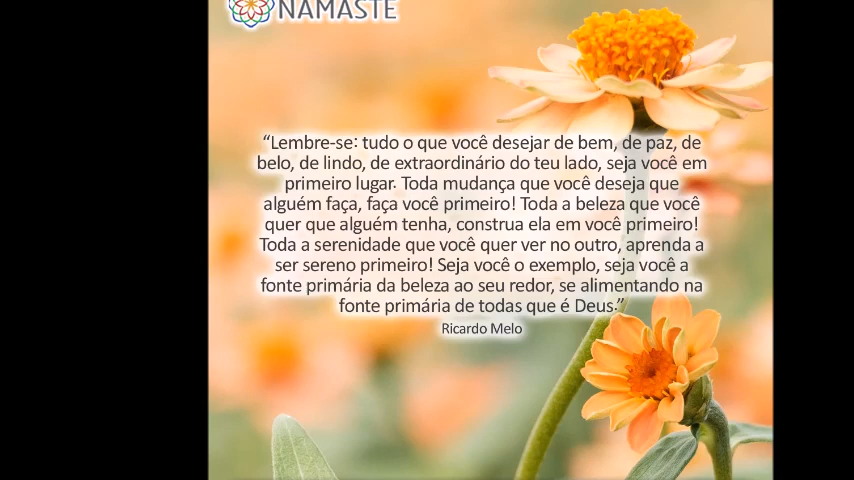 NAMASTE
“Lembre-se: tudo o que você desejar de bem, de paz, de
belo, de lindo, de extraordinário do teu lado, seja você em
primeiro lugar. Toda mudança que você deseja que
alguém faça, faça você primeiro! Toda a beleza que você
quer que alguém tenha, construa ela em você primeiro!
Toda a serenidade que você quer ver no outro, aprenda a
ser sereno primeiro! Seja você o exemplo, seja você a
fonte primária da beleza ao seu redor, se alimentando na
fonte primária de todas que é Deus.”
Ricardo Melo